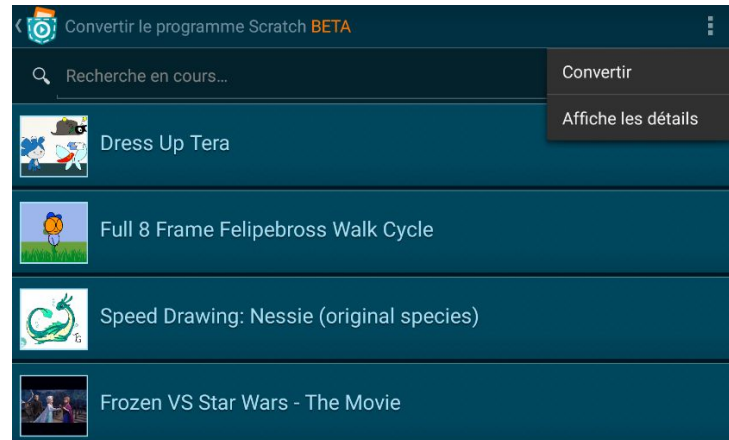 Convertir le programme Scratch BETA
Recherche en cours...
Convertir
Affiche les détails
Dress Up Tera
Full 8 Frame Felipebross Walk Cycle
Speed Drawing: Nessie (original species)
Frozen VS Star Wars - The Movie